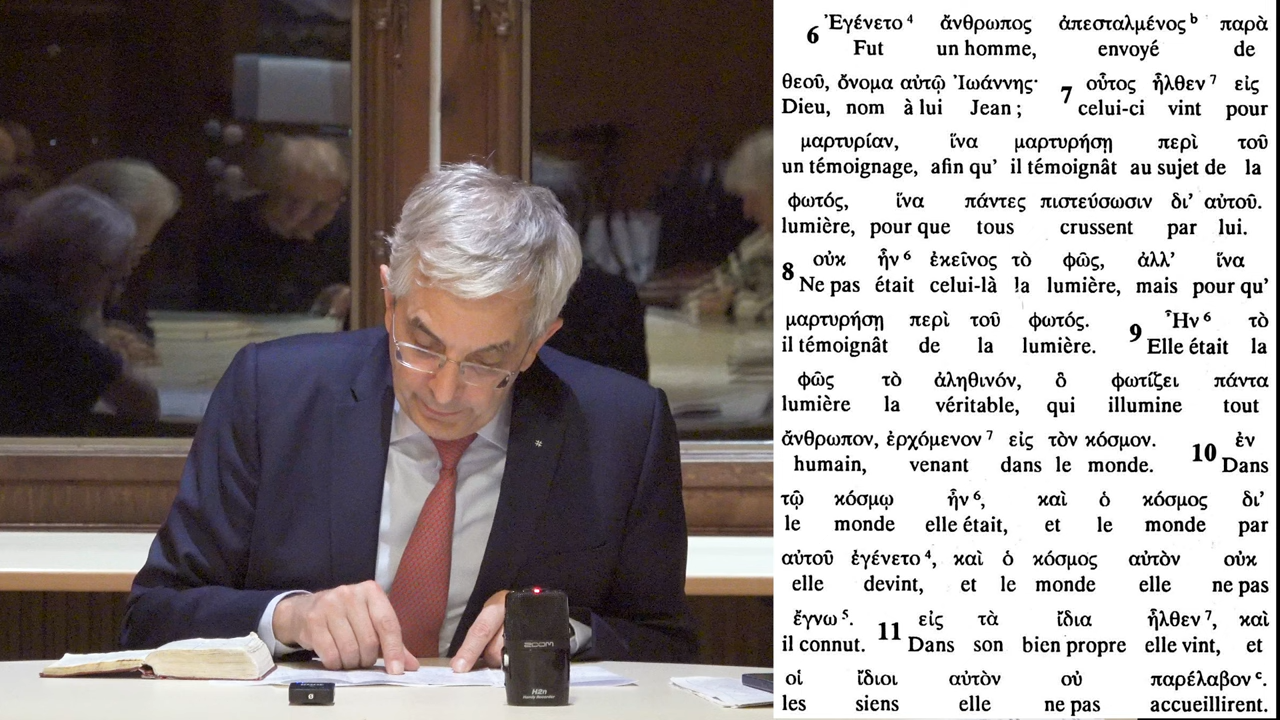 6 Ἐγένετο 4 ἄνθρωπος ἀπεσταλμένος b παρὰ
Fut un homme, envoyé de
θεοῦ, ὄνομα αὐτῷ Ἰωάννης· 7 οὗτος ἦλθεν 7 εἰς
Dieu, nom à lui Jean ; celui-ci vint pour
μαρτυρίαν, ἵνα μαρτυρήσῃ περὶ τοῦ
un témoignage, afin qu' il témoignât au sujet de la
φωτός, ἵνα πάντες πιστεύσωσιν δι' αὐτοῦ.
lumière, pour que tous crussent par lui.
8 οὐκ ἦν 6 ἐκεῖνος τὸ φῶς, ἀλλ' ἵνα
Ne pas était celui-là la lumière, mais pour qu'
μαρτυρήσῃ περὶ τοῦ φωτός. 9 Ἦν 6 τὸ
il témoignât de la lumière. Elle était la
φῶς τὸ ἀληθινόν, ὃ φωτίζει πάντα
lumière la véritable, qui illumine tout
ἄνθρωπον, ἐρχόμενον 7 εἰς τὸν κόσμον. 10 ἐν
humain, venant dans le monde. Dans
τῷ κόσμῳ ἦν 6, καὶ ὁ κόσμος δι'
le monde elle était, et le monde par
αὐτοῦ ἐγένετο 4, καὶ ὁ κόσμος αὐτὸν οὐκ
elle devint, et le monde elle ne pas
ἔγνω 5. 11 εἰς τὰ ἴδια ἦλθεν 7, καὶ
il connut. Dans son bien propre elle vint, et
οἱ ἴδιοι αὐτὸν οὐ παρέλαβον c.
les siens elle ne pas accueillirent.
ZOOM
H2n
Handy Recorder